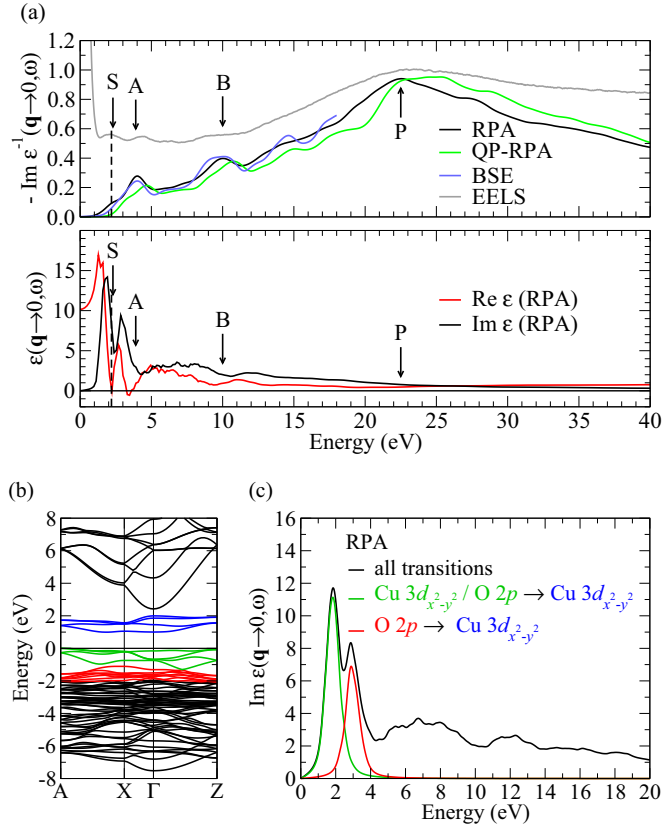 (a)
- Im ε⁻¹(q→0,ω)
1.2
1.0
0.8
0.6
0.4
0.2
0.0
S
A
B
P
RPA
QP-RPA
BSE
EELS
ε(q→0,ω)
15
10
5
0
S
A
B
P
Re ε (RPA)
Im ε (RPA)
0 5 10 15 20 25 30 35 40
Energy (eV)
(b)
Energy (eV)
8
6
4
2
0
-2
-4
-6
-8
A X Γ Z
(c)
Im ε(q→0,ω)
16
14
12
10
8
6
4
2
0
RPA
all transitions
Cu 3d_{x²-y²} / O 2p → Cu 3d_{x²-y²}
O 2p → Cu 3d_{x²-y²}
0 2 4 6 8 10 12 14 16 18 20
Energy (eV)